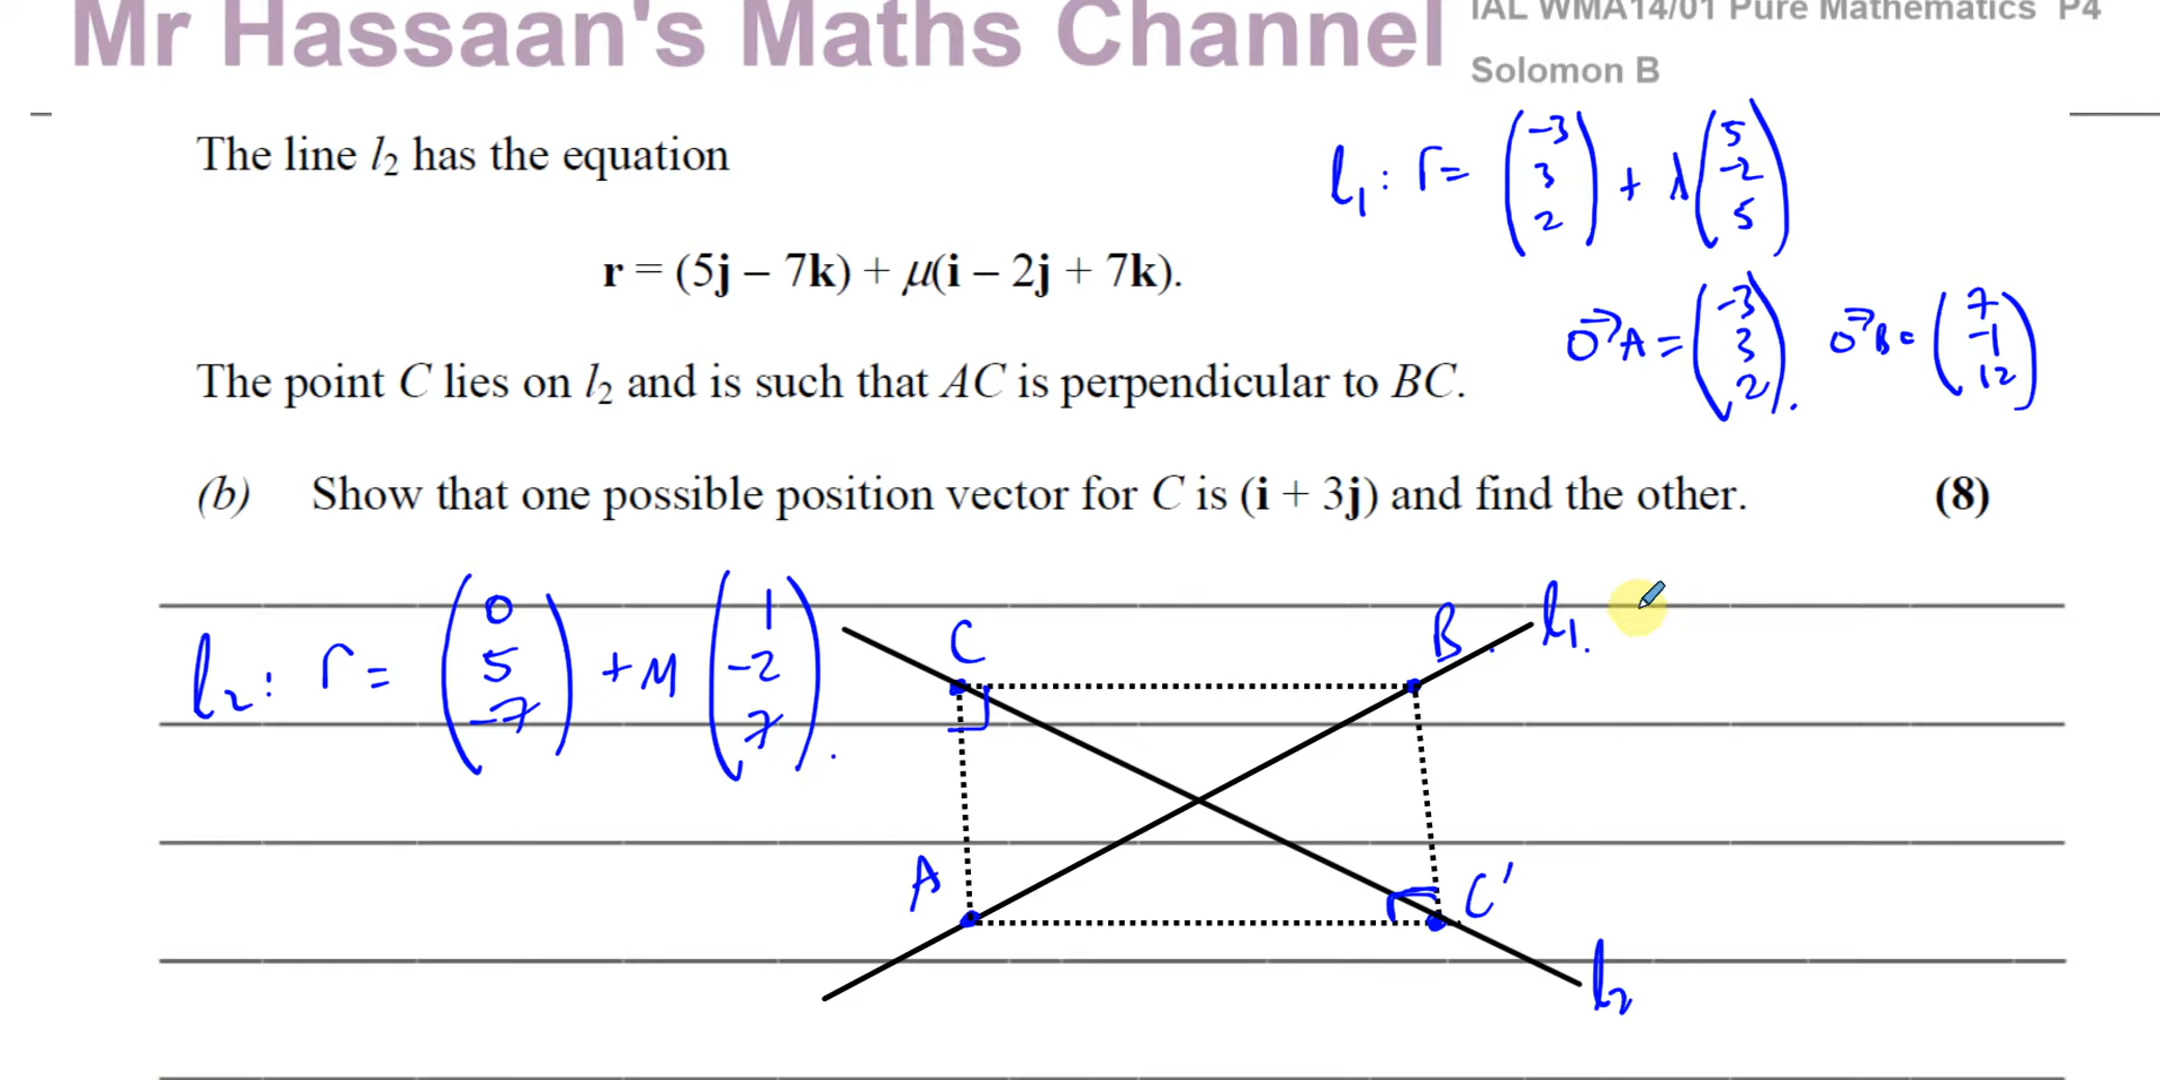 Mr Hassaan's Maths Channel
IAL WMA14/01 Pure Mathematics P4
Solomon B
The line l₂ has the equation
l₁: r = (-3 3 2) + λ(5 -2 5)
r = (5j – 7k) + μ(i – 2j + 7k).
OA = (-3 3 2). OB = (7 -1 12)
The point C lies on l₂ and is such that AC is perpendicular to BC.
(b) Show that one possible position vector for C is (i + 3j) and find the other. (8)
l₂: r = (0 5 -7) + μ(1 -2 7).
C
B
l₁.
A
C'
l₂